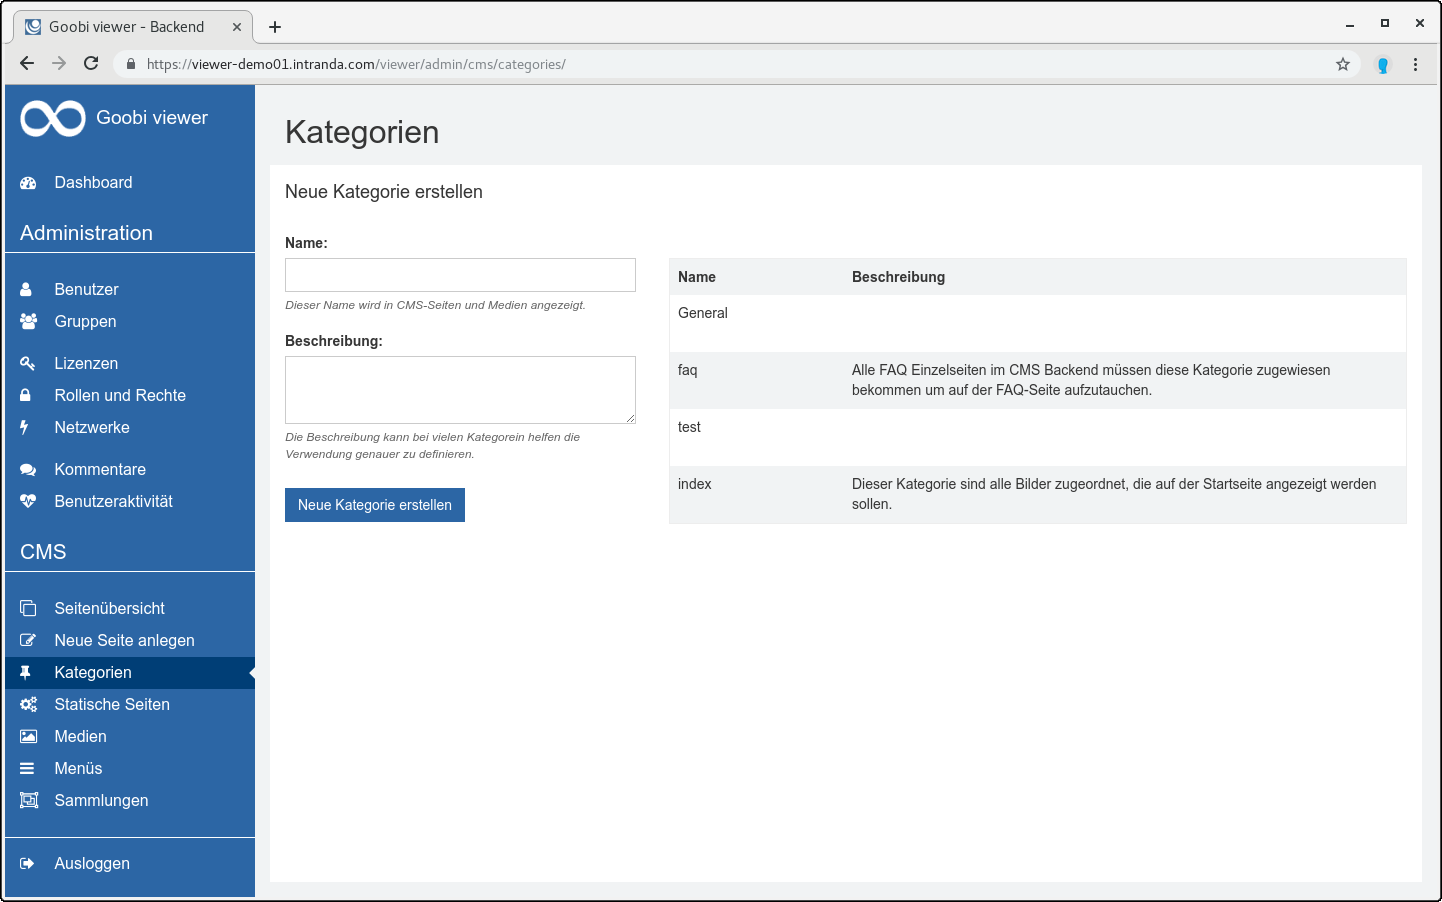 Goobi viewer - Backend
https://viewer-demo01.intranda.com/viewer/admin/cms/categories/
Goobi viewer
Dashboard
Administration
Benutzer
Gruppen
Lizenzen
Rollen und Rechte
Netzwerke
Kommentare
Benutzeraktivität
CMS
Seitenübersicht
Neue Seite anlegen
Kategorien
Statische Seiten
Medien
Menüs
Sammlungen
Ausloggen
Kategorien
Neue Kategorie erstellen
Name:
Dieser Name wird in CMS-Seiten und Medien angezeigt.
Beschreibung:
Die Beschreibung kann bei vielen Kategorein helfen die
Verwendung genauer zu definieren.
Neue Kategorie erstellen
Name Beschreibung
General
faq Alle FAQ Einzelseiten im CMS Backend müssen diese Kategorie zugewiesen
bekommen um auf der FAQ-Seite aufzutauchen.
test
index Dieser Kategorie sind alle Bilder zugeordnet, die auf der Startseite angezeigt werden
sollen.